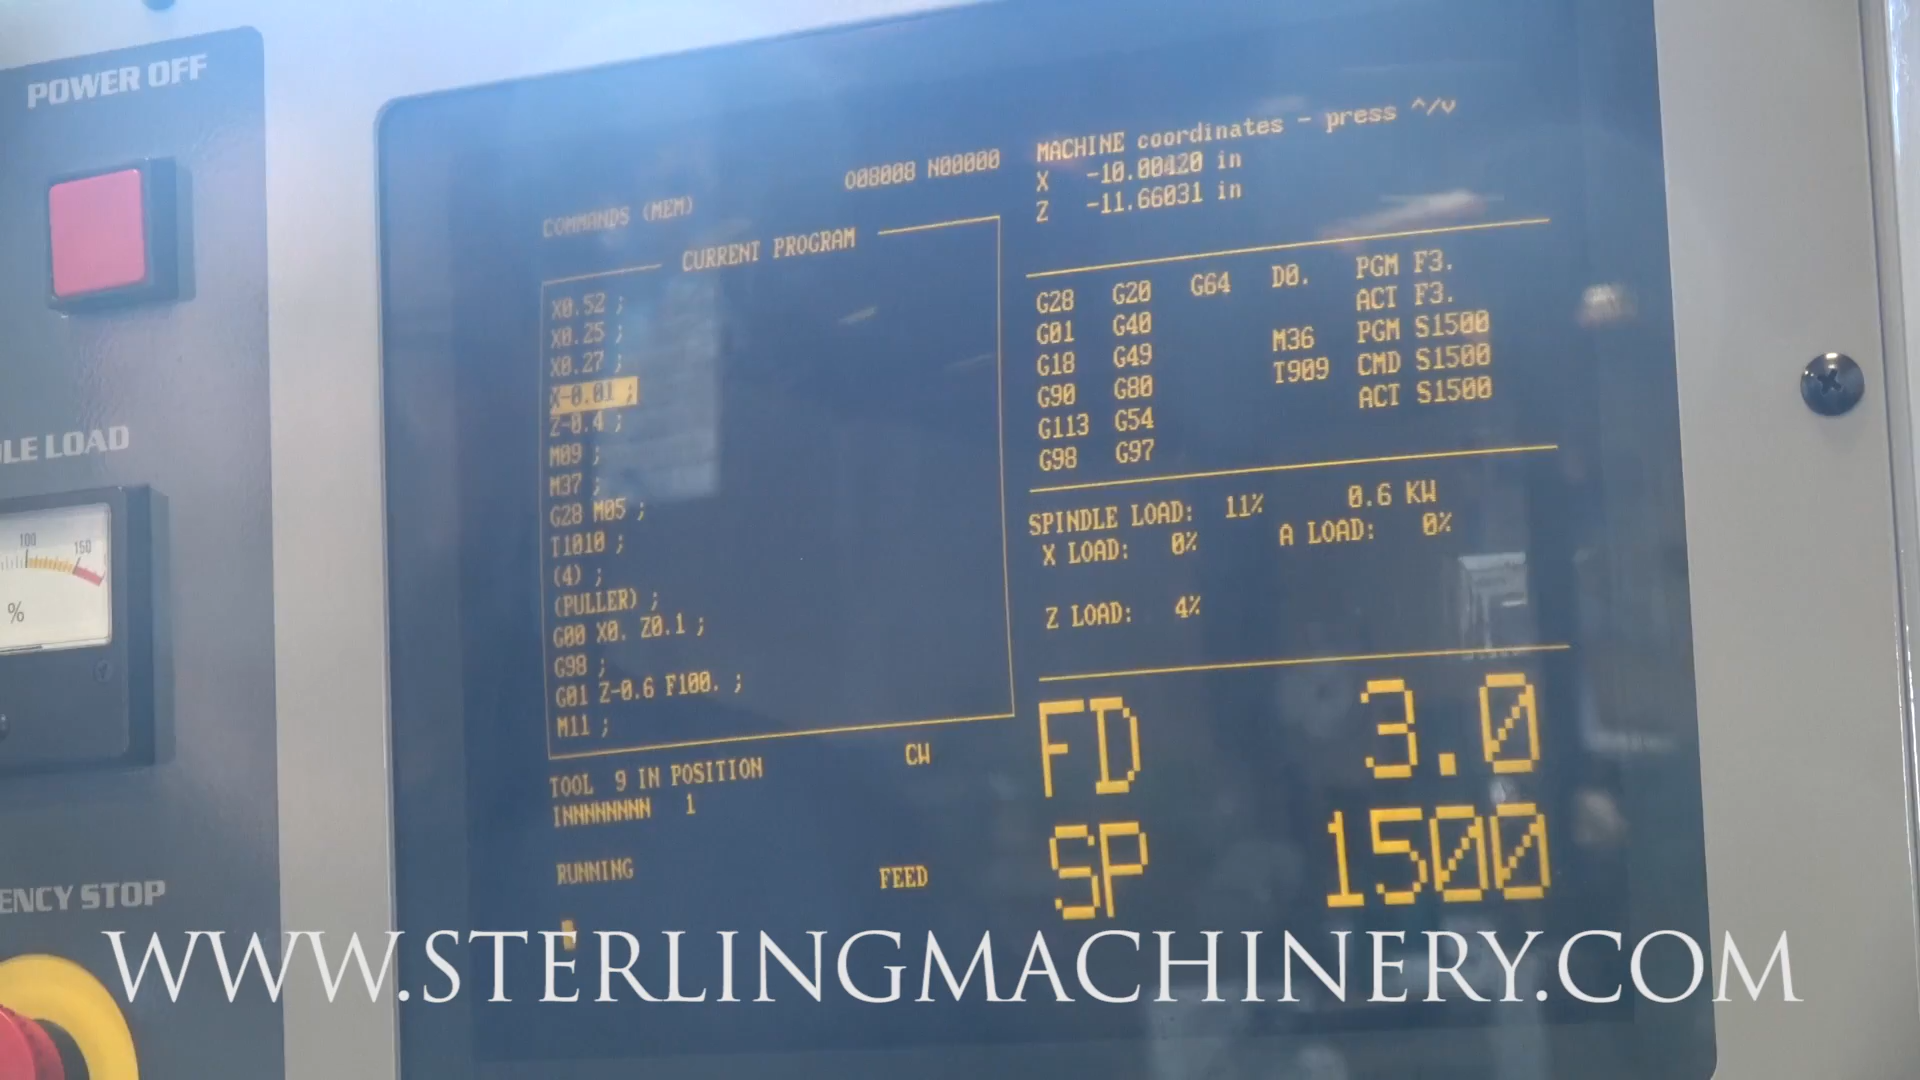 POWER OFF
LE LOAD
100
150
%
ENCY STOP
COMMANDS (MEM)
O08008 N00000
CURRENT PROGRAM
X0.52 ;
X0.25 ;
X0.27 ;
X-0.01 ;
Z-0.4 ;
M09 ;
M37 ;
G28 M05 ;
T1010 ;
(4) ;
(PULLER) ;
G00 X0. Z0.1 ;
G98 ;
G01 Z-0.6 F100. ;
M11 ;
TOOL 9 IN POSITION
CW
1
RUNNING
FEED
MACHINE coordinates - press ^/v
X -10.00420 in
Z -11.66031 in
G28 G20 G64 D0. PGM F3.
ACT F3.
G01 G40 M36 PGM S1500
G18 G49 T909 CMD S1500
G90 G80 ACT S1500
G113 G54
G98 G97
SPINDLE LOAD: 11% 0.6 KW
X LOAD: 0% A LOAD: 0%
Z LOAD: 4%
FD 3.0
SP 1500
WWW.STERLINGMACHINERY.COM